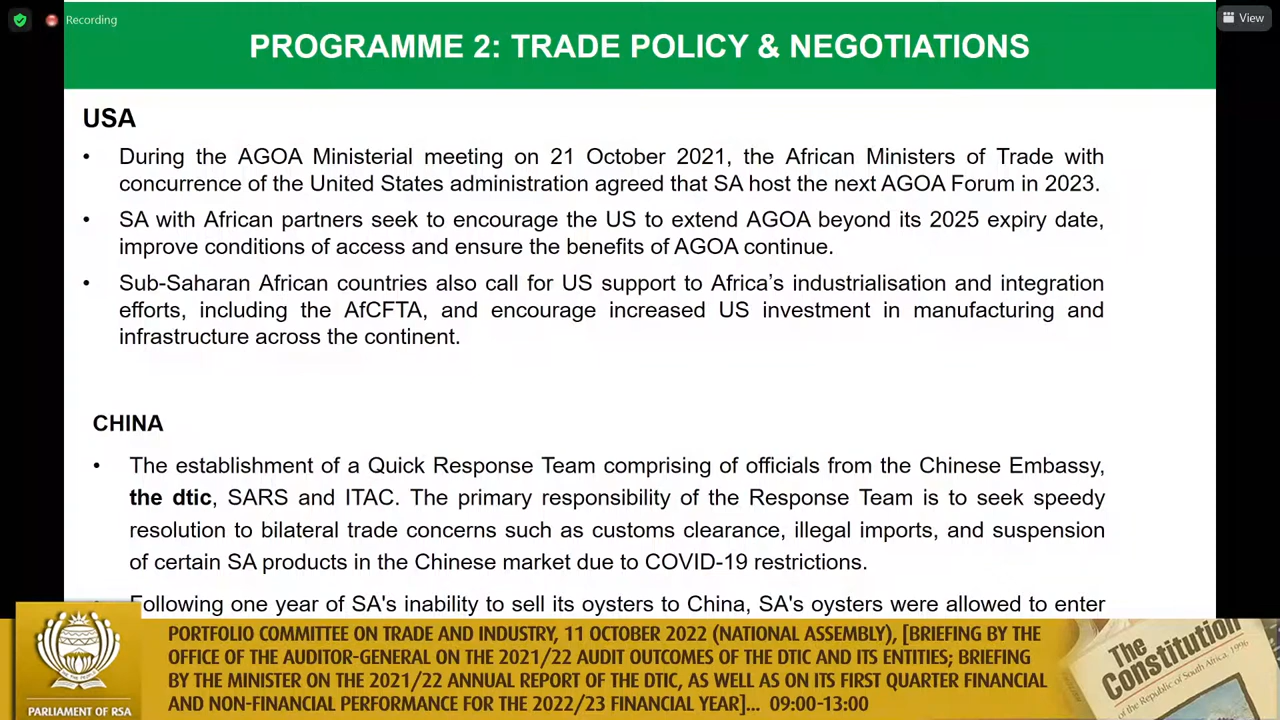 Recording
View
PROGRAMME 2: TRADE POLICY & NEGOTIATIONS
USA
• During the AGOA Ministerial meeting on 21 October 2021, the African Ministers of Trade with
concurrence of the United States administration agreed that SA host the next AGOA Forum in 2023.
• SA with African partners seek to encourage the US to extend AGOA beyond its 2025 expiry date,
improve conditions of access and ensure the benefits of AGOA continue.
• Sub-Saharan African countries also call for US support to Africa’s industrialisation and integration
efforts, including the AfCFTA, and encourage increased US investment in manufacturing and
infrastructure across the continent.
CHINA
• The establishment of a Quick Response Team comprising of officials from the Chinese Embassy,
the dtic, SARS and ITAC. The primary responsibility of the Response Team is to seek speedy
resolution to bilateral trade concerns such as customs clearance, illegal imports, and suspension
of certain SA products in the Chinese market due to COVID-19 restrictions.
Following one year of SA's inability to sell its oysters to China, SA's oysters were allowed to enter
PORTFOLIO COMMITTEE ON TRADE AND INDUSTRY, 11 OCTOBER 2022 (NATIONAL ASSEMBLY), [BRIEFING BY THE
OFFICE OF THE AUDITOR-GENERAL ON THE 2021/22 AUDIT OUTCOMES OF THE DTIC AND ITS ENTITIES; BRIEFING
BY THE MINISTER ON THE 2021/22 ANNUAL REPORT OF THE DTIC, AS WELL AS ON ITS FIRST QUARTER FINANCIAL
AND NON-FINANCIAL PERFORMANCE FOR THE 2022/23 FINANCIAL YEAR]... 09:00-13:00
PARLIAMENT OF RSA
The
Constitution
of the Republic of South Africa, 1996